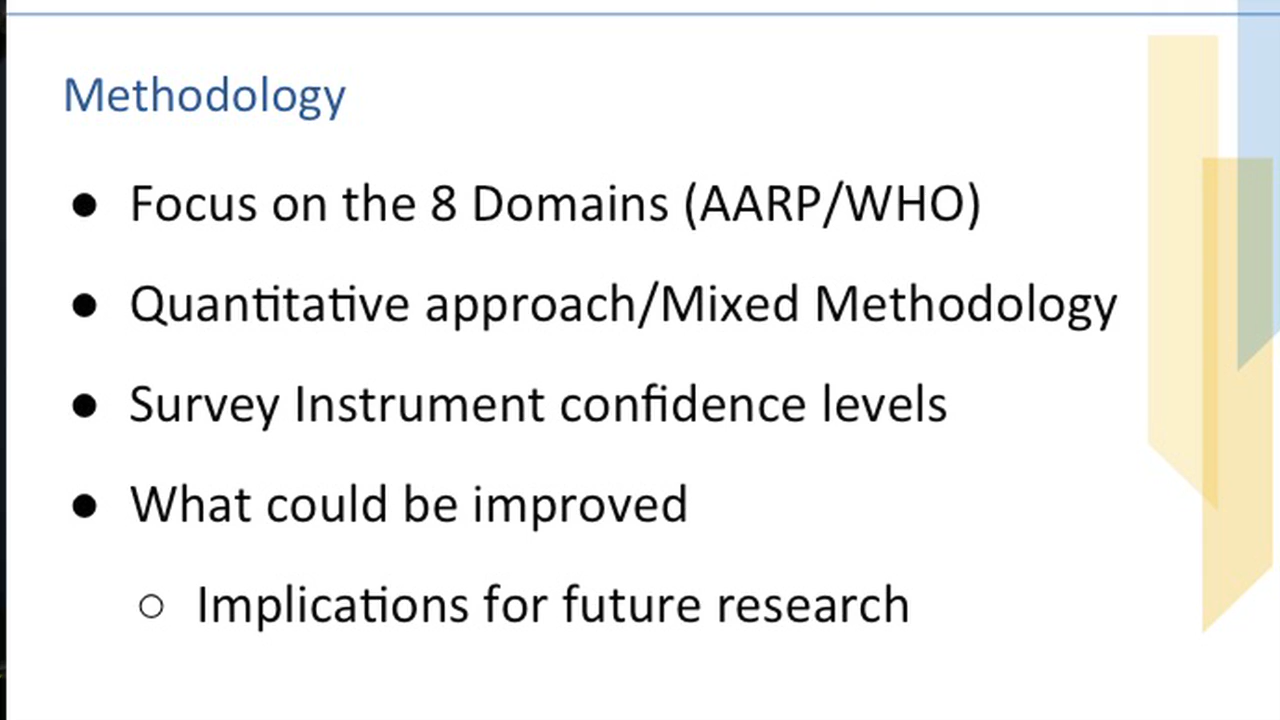 Methodology
● Focus on the 8 Domains (AARP/WHO)
● Quantitative approach/Mixed Methodology
● Survey Instrument confidence levels
● What could be improved
○ Implications for future research